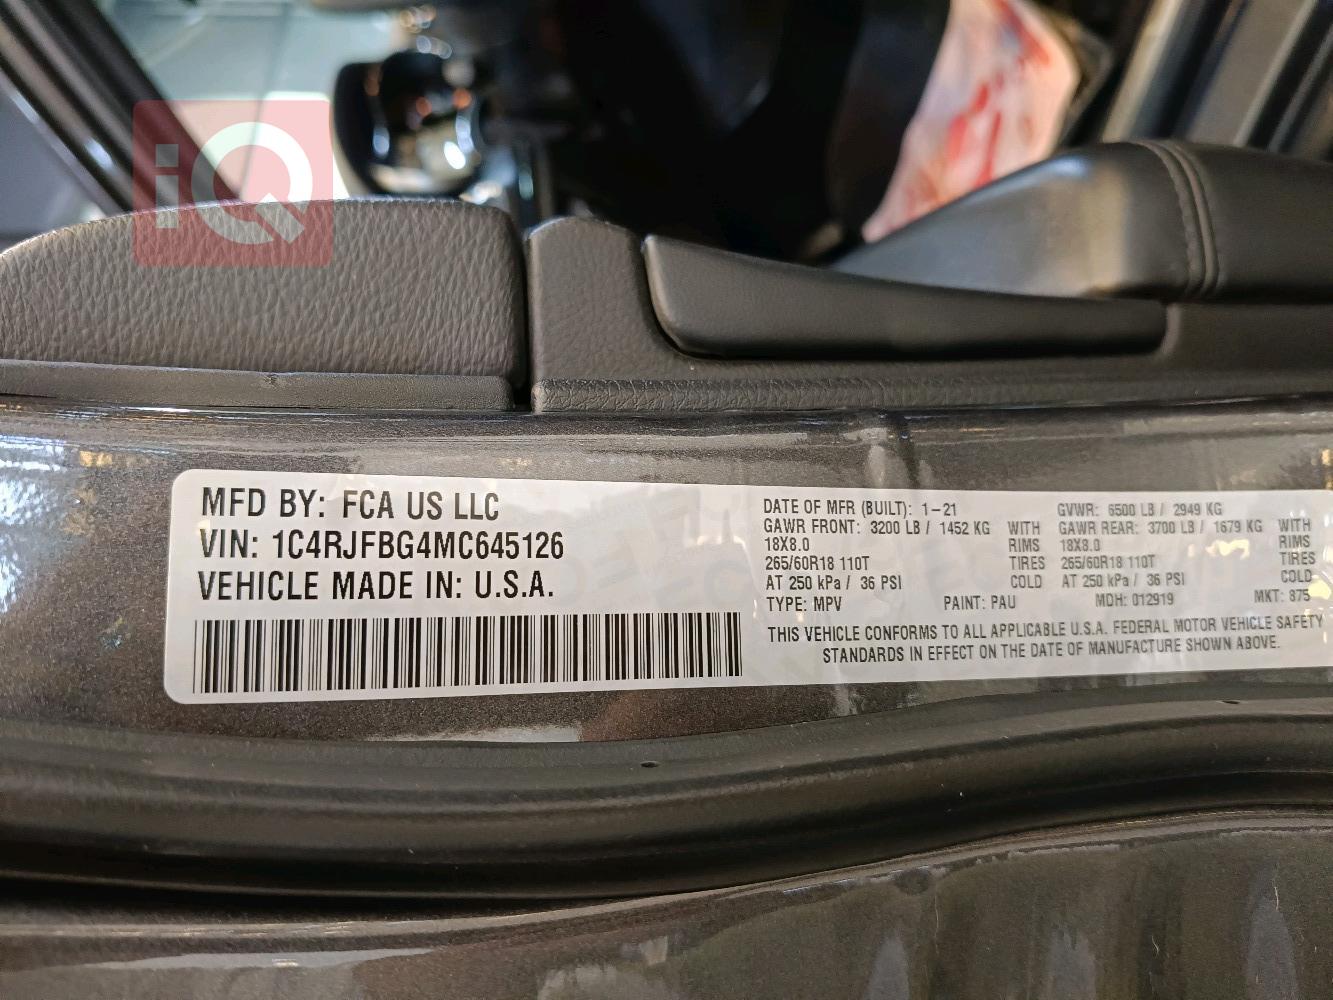 iQ
MFD BY: FCA US LLC
VIN: 1C4RJFBG4MC645126
VEHICLE MADE IN: U.S.A.
DATE OF MFR (BUILT): 1-21 GVWR: 6500 LB / 2949 KG
GAWR FRONT: 3200 LB / 1452 KG WITH GAWR REAR: 3700 LB / 1679 KG WITH
18X8.0 RIMS 18X8.0 RIMS
265/60R18 110T TIRES 265/60R18 110T TIRES
AT 250 kPa / 36 PSI COLD AT 250 kPa / 36 PSI COLD
TYPE: MPV PAINT: PAU MDH: 012919 MKT: 875
THIS VEHICLE CONFORMS TO ALL APPLICABLE U.S.A. FEDERAL MOTOR VEHICLE SAFETY
STANDARDS IN EFFECT ON THE DATE OF MANUFACTURE SHOWN ABOVE.